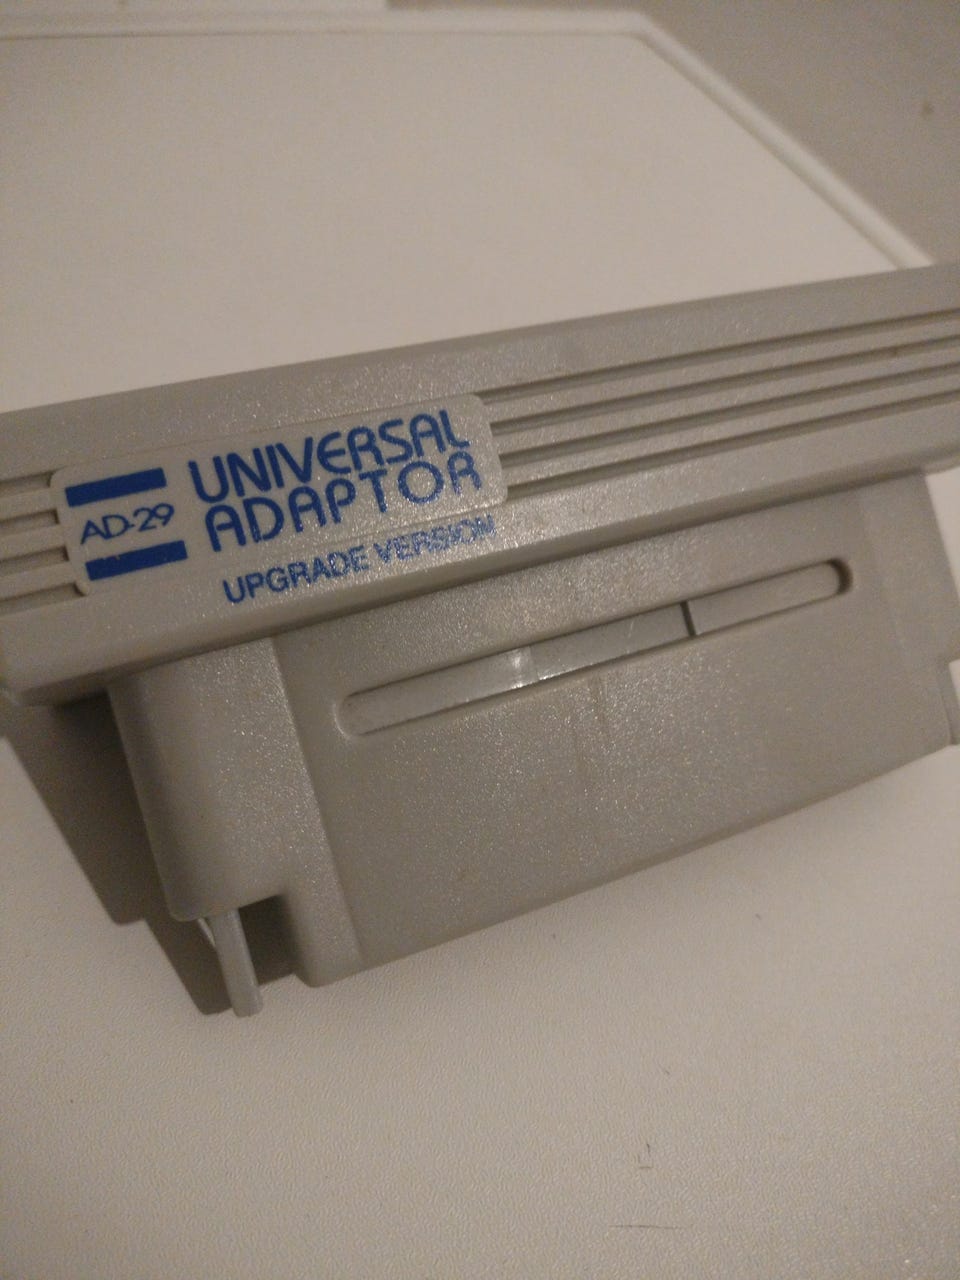 AD-29
UNIVERSAL
ADAPTOR
UPGRADE VERSION